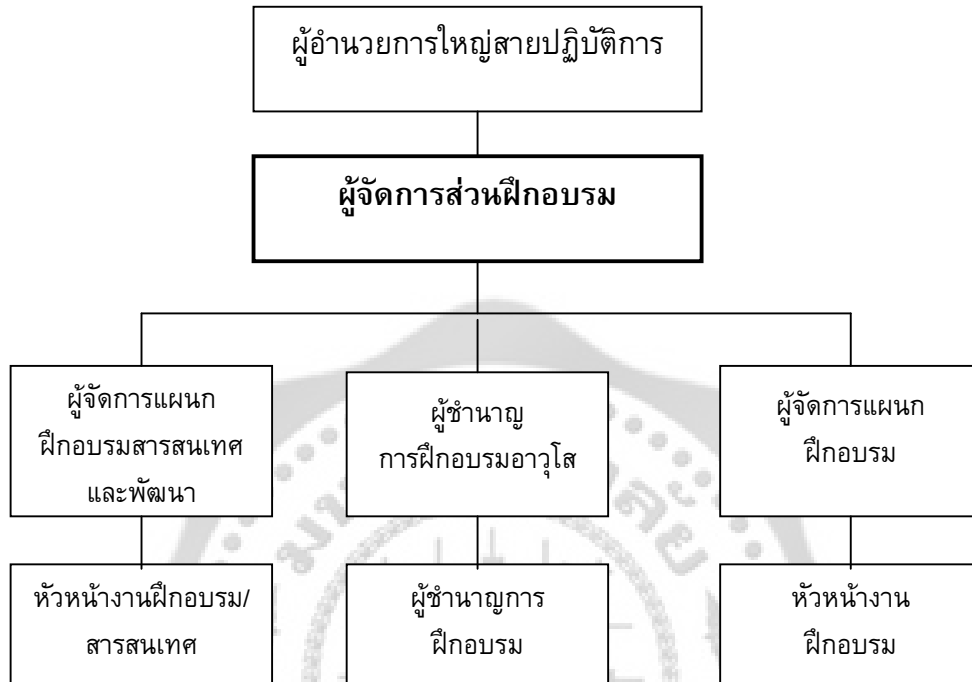 ผู้อำนวยการใหญ่สายปฏิบัติการ
ผู้จัดการส่วนฝึกอบรม
ผู้จัดการแผนก
ฝึกอบรมสารสนเทศ
และพัฒนา
ผู้ชำนาญ
การฝึกอบรมอาวุโส
ผู้จัดการแผนก
ฝึกอบรม
หัวหน้างานฝึกอบรม/
สารสนเทศ
ผู้ชำนาญการ
ฝึกอบรม
หัวหน้างาน
ฝึกอบรม